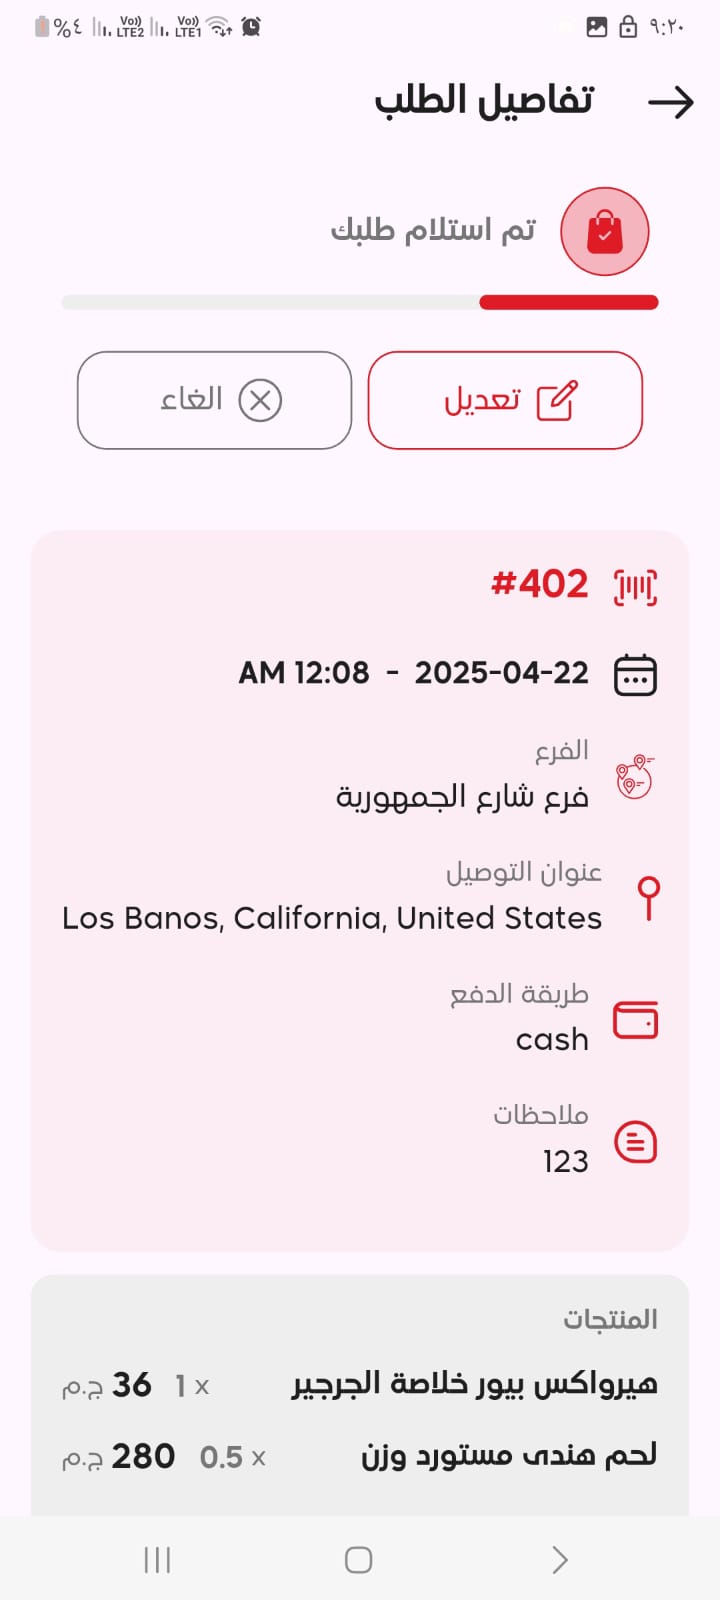 ٩:٢٠
Vo)) LTE1
Vo)) LTE2
٤%
تفاصيل الطلب
تم استلام طلبك
تعديل
الغاء
#402
2025-04-22 - 12:08 AM
الفرع
فرع شارع الجمهورية
عنوان التوصيل
Los Banos, California, United States
طريقة الدفع
cash
ملاحظات
123
المنتجات
هيرواكس بيور خلاصة الجرجير 1 x 36 ج.م
لحم هندى مستورد وزن 0.5 x 280 ج.م